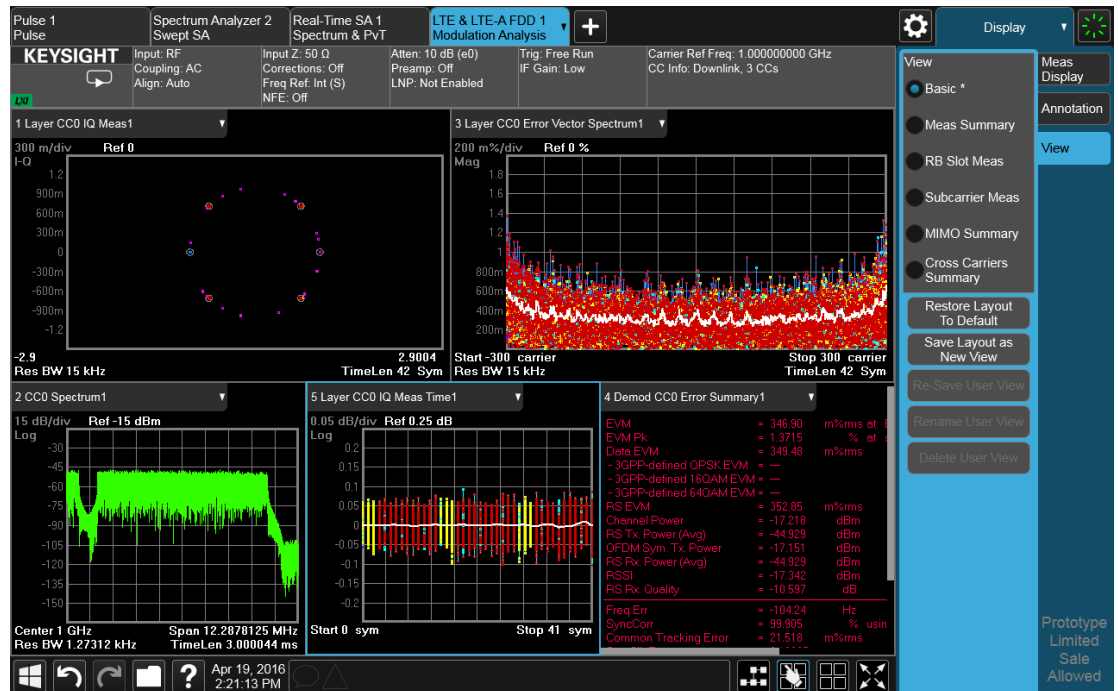 Pulse 1
Pulse
Spectrum Analyzer 2
Swept SA
Real-Time SA 1
Spectrum & PvT
LTE & LTE-A FDD 1
Modulation Analysis
Display
KEYSIGHT
LXI
Input: RF
Coupling: AC
Align: Auto
Input Z: 50 Ω
Corrections: Off
Freq Ref: Int (S)
NFE: Off
Atten: 10 dB (e0)
Preamp: Off
LNP: Not Enabled
Trig: Free Run
IF Gain: Low
Carrier Ref Freq: 1.000000000 GHz
CC Info: Downlink, 3 CCs
1 Layer CC0 IQ Meas1
300 m/div Ref 0
I-Q
1.2
900m
600m
300m
0
-300m
-600m
-900m
-1.2
-2.9 2.9004
Res BW 15 kHz TimeLen 42 Sym
3 Layer CC0 Error Vector Spectrum1
200 m%/div Ref 0 %
Mag
1.8
1.6
1.4
1.2
1
800m
600m
400m
200m
Start -300 carrier Stop 300 carrier
Res BW 15 kHz TimeLen 42 Sym
2 CC0 Spectrum1
15 dB/div Ref -15 dBm
Log
-30
-45
-60
-75
-90
-105
-120
-135
-150
Center 1 GHz Span 12.2878125 MHz
Res BW 1.27312 kHz TimeLen 3.000044 ms
5 Layer CC0 IQ Meas Time1
0.05 dB/div Ref 0.25 dB
Log
0.2
0.15
0.1
0.05
0
-0.05
-0.1
-0.15
-0.2
Start 0 sym Stop 41 sym
4 Demod CC0 Error Summary1
EVM = 346.90 m%rms at
EVM Pk = 1.3715 % at
Data EVM = 349.48 m%rms
- 3GPP-defined QPSK EVM = —
- 3GPP-defined 16QAM EVM = —
- 3GPP-defined 64QAM EVM = —
RS EVM = 352.85 m%rms
Channel Power = -17.218 dBm
RS Tx. Power (Avg) = -44.929 dBm
OFDM Sym. Tx. Power = -17.151 dBm
RS Rx. Power (Avg) = -44.929 dBm
RSSI = -17.342 dBm
RS Rx. Quality = -10.597 dB
Freq Err = -104.24 Hz
SyncCorr = 99.905 % usin
Common Tracking Error = 21.518 m%rms
View
Basic *
Meas Summary
RB Slot Meas
Subcarrier Meas
MIMO Summary
Cross Carriers
Summary
Restore Layout
To Default
Save Layout as
New View
Re-Save User View
Rename User View
Delete User View
Meas
Display
Annotation
View
Prototype
Limited
Sale
Allowed
Apr 19, 2016
2:21:13 PM